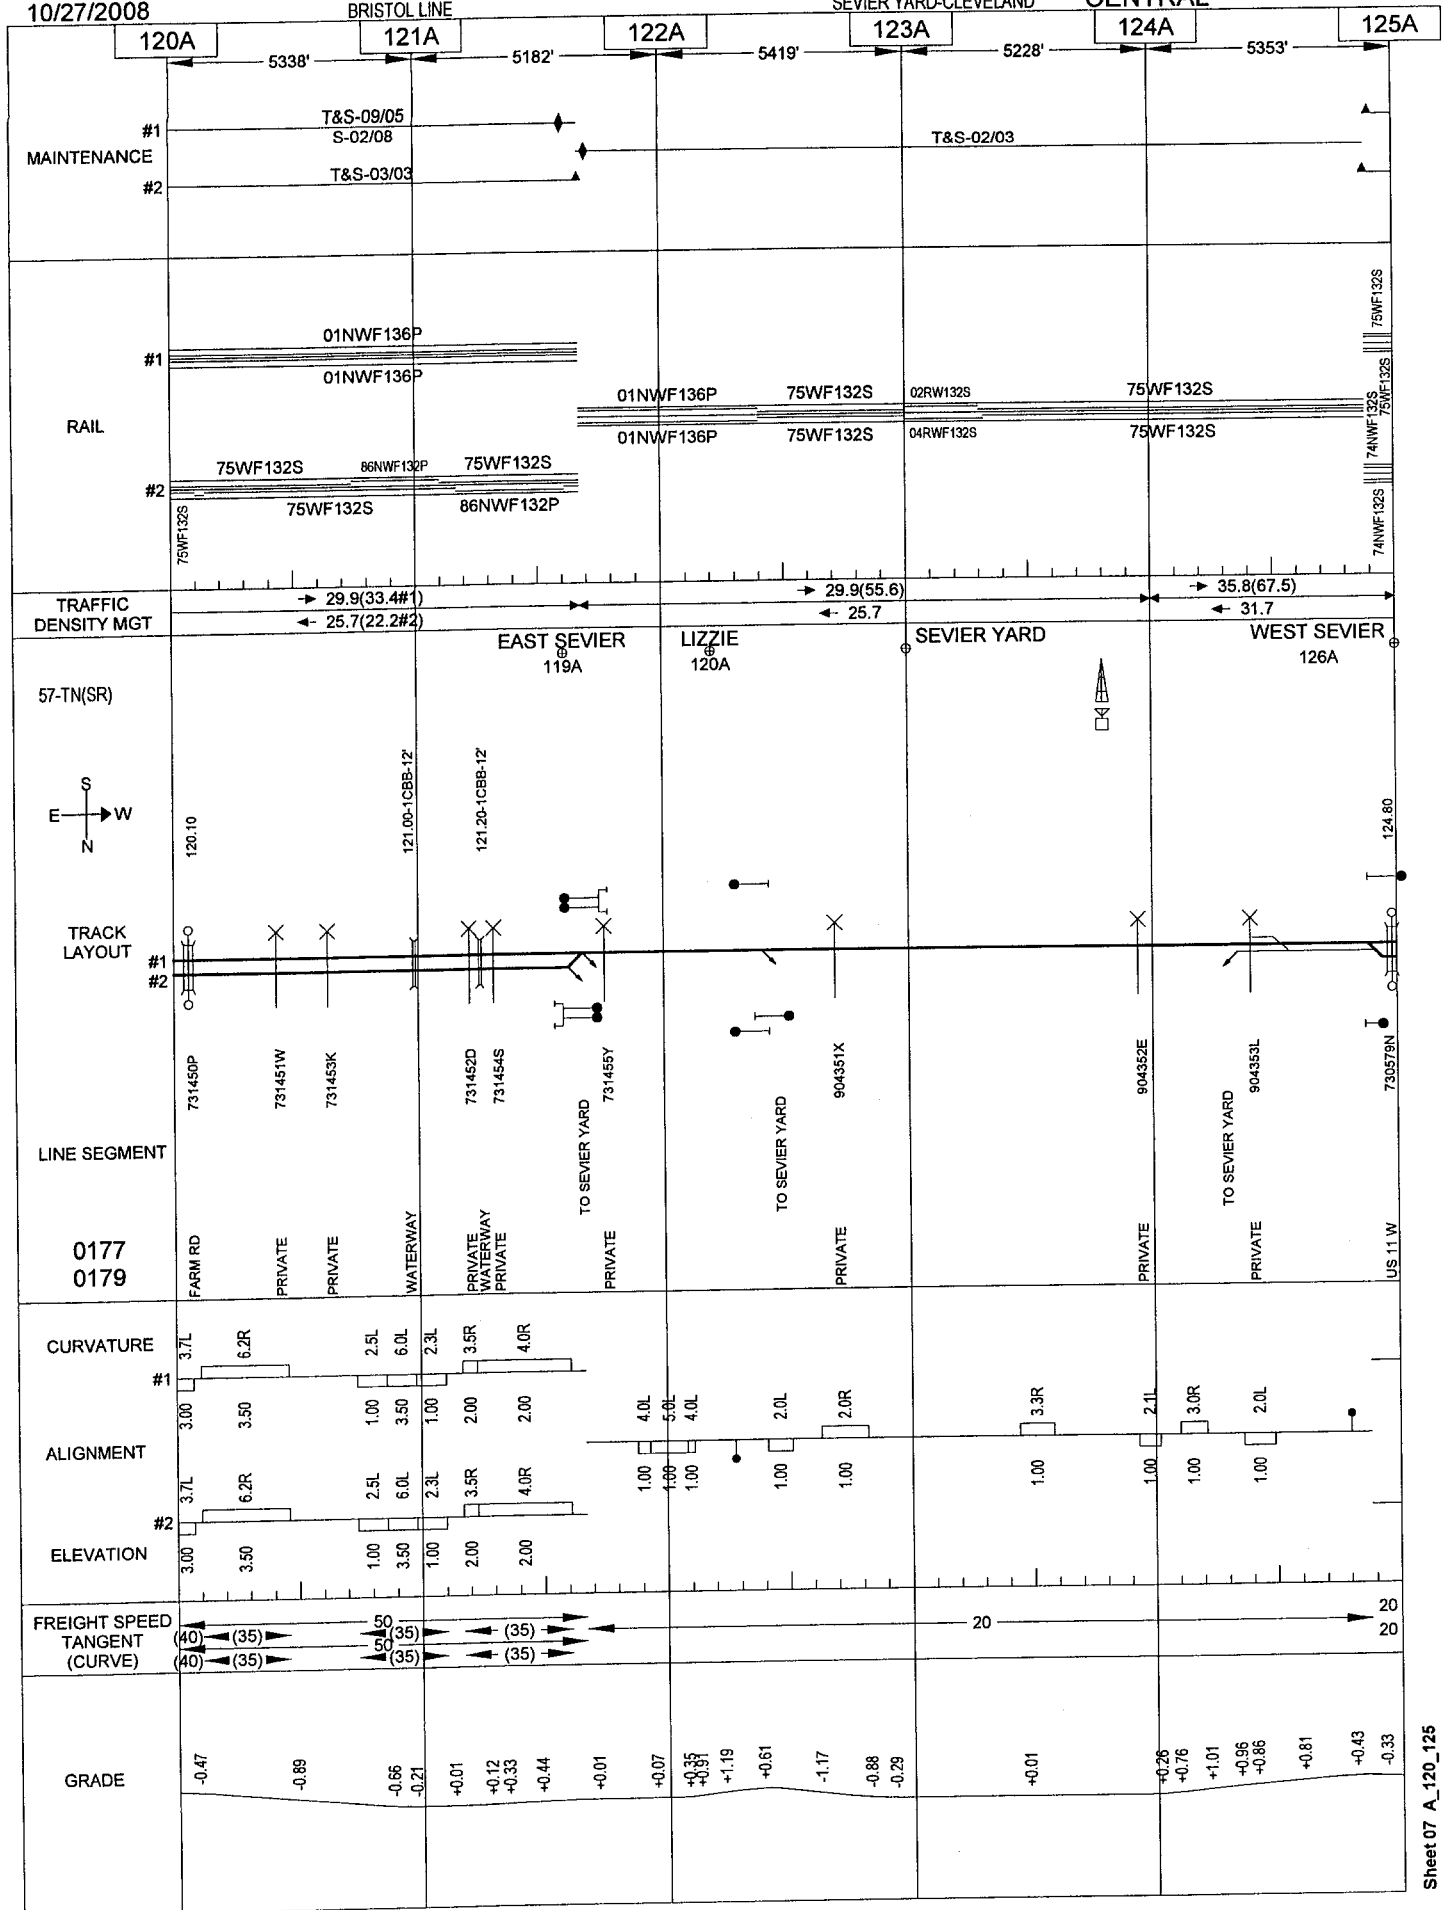 10/27/2008 BRISTOL LINE SEVIER YARD-CLEVELAND CENTRAL
120A 121A 122A 123A 124A 125A
5338' 5182' 5419' 5228' 5353'
MAINTENANCE
#1 T&S-09/05
S-02/08
T&S-02/03
#2 T&S-03/03
RAIL
#1 01NWF136P
01NWF136P
01NWF136P 75WF132S 02RW132S 75WF132S
01NWF136P 75WF132S 04RWF132S 75WF132S
#2 75WF132S 86NWF132P 75WF132S
75WF132S 86NWF132P
75WF132S
75WF132S
75WF132S
74NWF132S
74NWF132S
TRAFFIC
DENSITY MGT
29.9(33.4#1) 29.9(55.6) 35.8(67.5)
25.7(22.2#2) 25.7 31.7
EAST SEVIER LIZZIE SEVIER YARD WEST SEVIER
119A 120A 126A
57-TN(SR)
S
E W
N
120.10
121.00-1CBB-12'
121.20-1CBB-12'
124.80
TRACK
LAYOUT
#1
#2
731450P
731451W
731453K
731452D
731454S
731455Y
904351X
904352E
904353L
730579N
LINE SEGMENT
TO SEVIER YARD
TO SEVIER YARD
TO SEVIER YARD
0177
0179
FARM RD
PRIVATE
PRIVATE
WATERWAY
PRIVATE
WATERWAY
PRIVATE
PRIVATE
PRIVATE
PRIVATE
PRIVATE
US 11 W
CURVATURE
#1
3.7L 6.2R 2.5L 6.0L 2.3L 3.5R 4.0R
3.00 3.50 1.00 3.50 1.00 2.00 2.00
4.0L 5.0L 4.0L 2.0L 2.0R 3.3R 2.1L 3.0R 2.0L
ALIGNMENT
1.00 1.00 1.00 1.00 1.00 1.00 1.00 1.00 1.00
#2
3.7L 6.2R 2.5L 6.0L 2.3L 3.5R 4.0R
ELEVATION
3.00 3.50 1.00 3.50 1.00 2.00 2.00
FREIGHT SPEED
TANGENT
(CURVE)
50 20 20
(40) (35) (35) (35) 20
50
(40) (35) (35) (35)
GRADE
-0.47 -0.89 -0.66 -0.21 +0.01 +0.12 +0.33 +0.44 +0.01 +0.07 +0.35 +0.91 +1.19 +0.61 -1.17 -0.88 -0.29 +0.01 +0.26 +0.76 +1.01 +0.96 +0.86 +0.81 +0.43 -0.33
Sheet 07 A_120_125